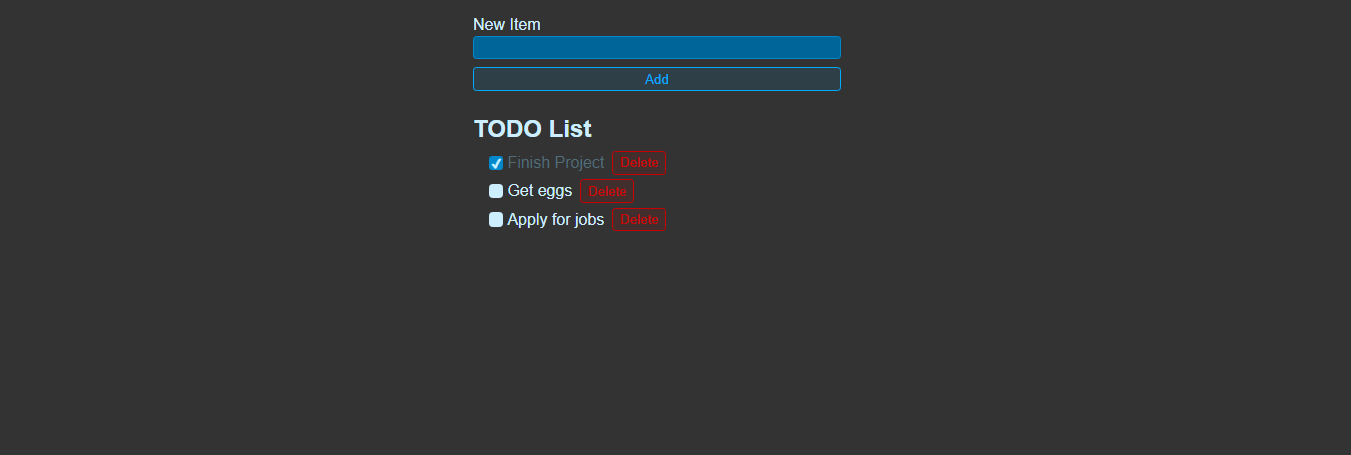 New Item
Add
TODO List
Finish Project Delete
Get eggs Delete
Apply for jobs Delete